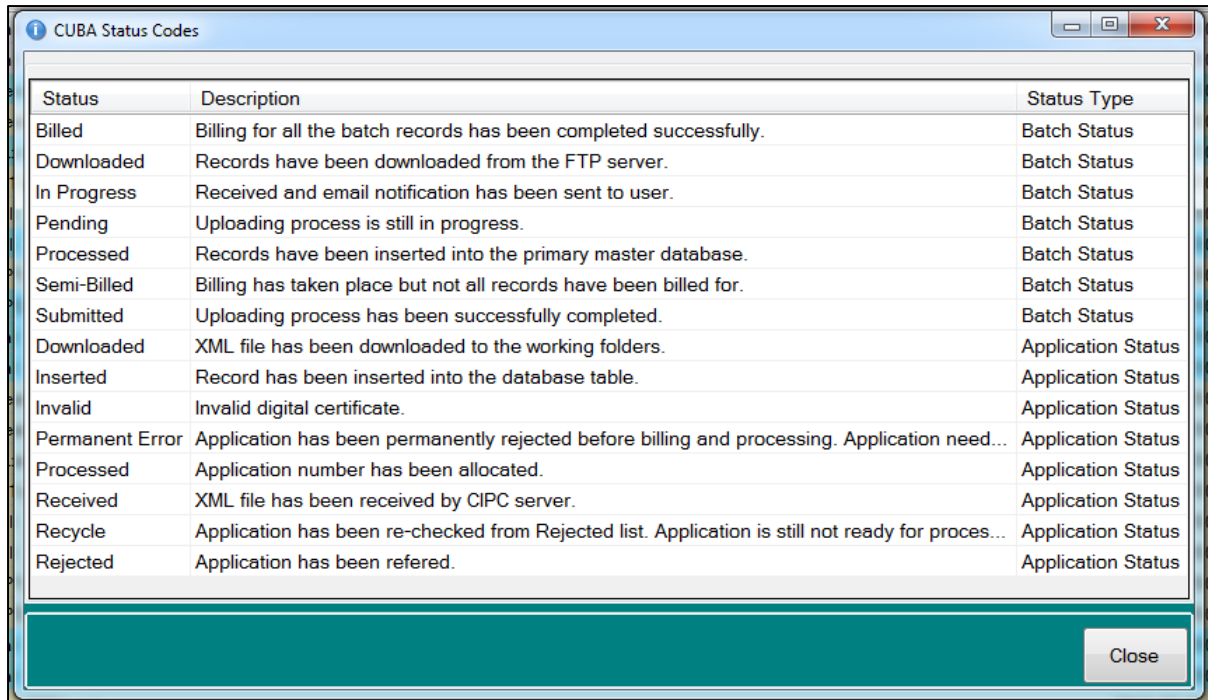 CUBA Status Codes
Status Description Status Type
Billed Billing for all the batch records has been completed successfully. Batch Status
Downloaded Records have been downloaded from the FTP server. Batch Status
In Progress Received and email notification has been sent to user. Batch Status
Pending Uploading process is still in progress. Batch Status
Processed Records have been inserted into the primary master database. Batch Status
Semi-Billed Billing has taken place but not all records have been billed for. Batch Status
Submitted Uploading process has been successfully completed. Batch Status
Downloaded XML file has been downloaded to the working folders. Application Status
Inserted Record has been inserted into the database table. Application Status
Invalid Invalid digital certificate. Application Status
Permanent Error Application has been permanently rejected before billing and processing. Application need... Application Status
Processed Application number has been allocated. Application Status
Received XML file has been received by CIPC server. Application Status
Recycle Application has been re-checked from Rejected list. Application is still not ready for proces... Application Status
Rejected Application has been refered. Application Status
Close